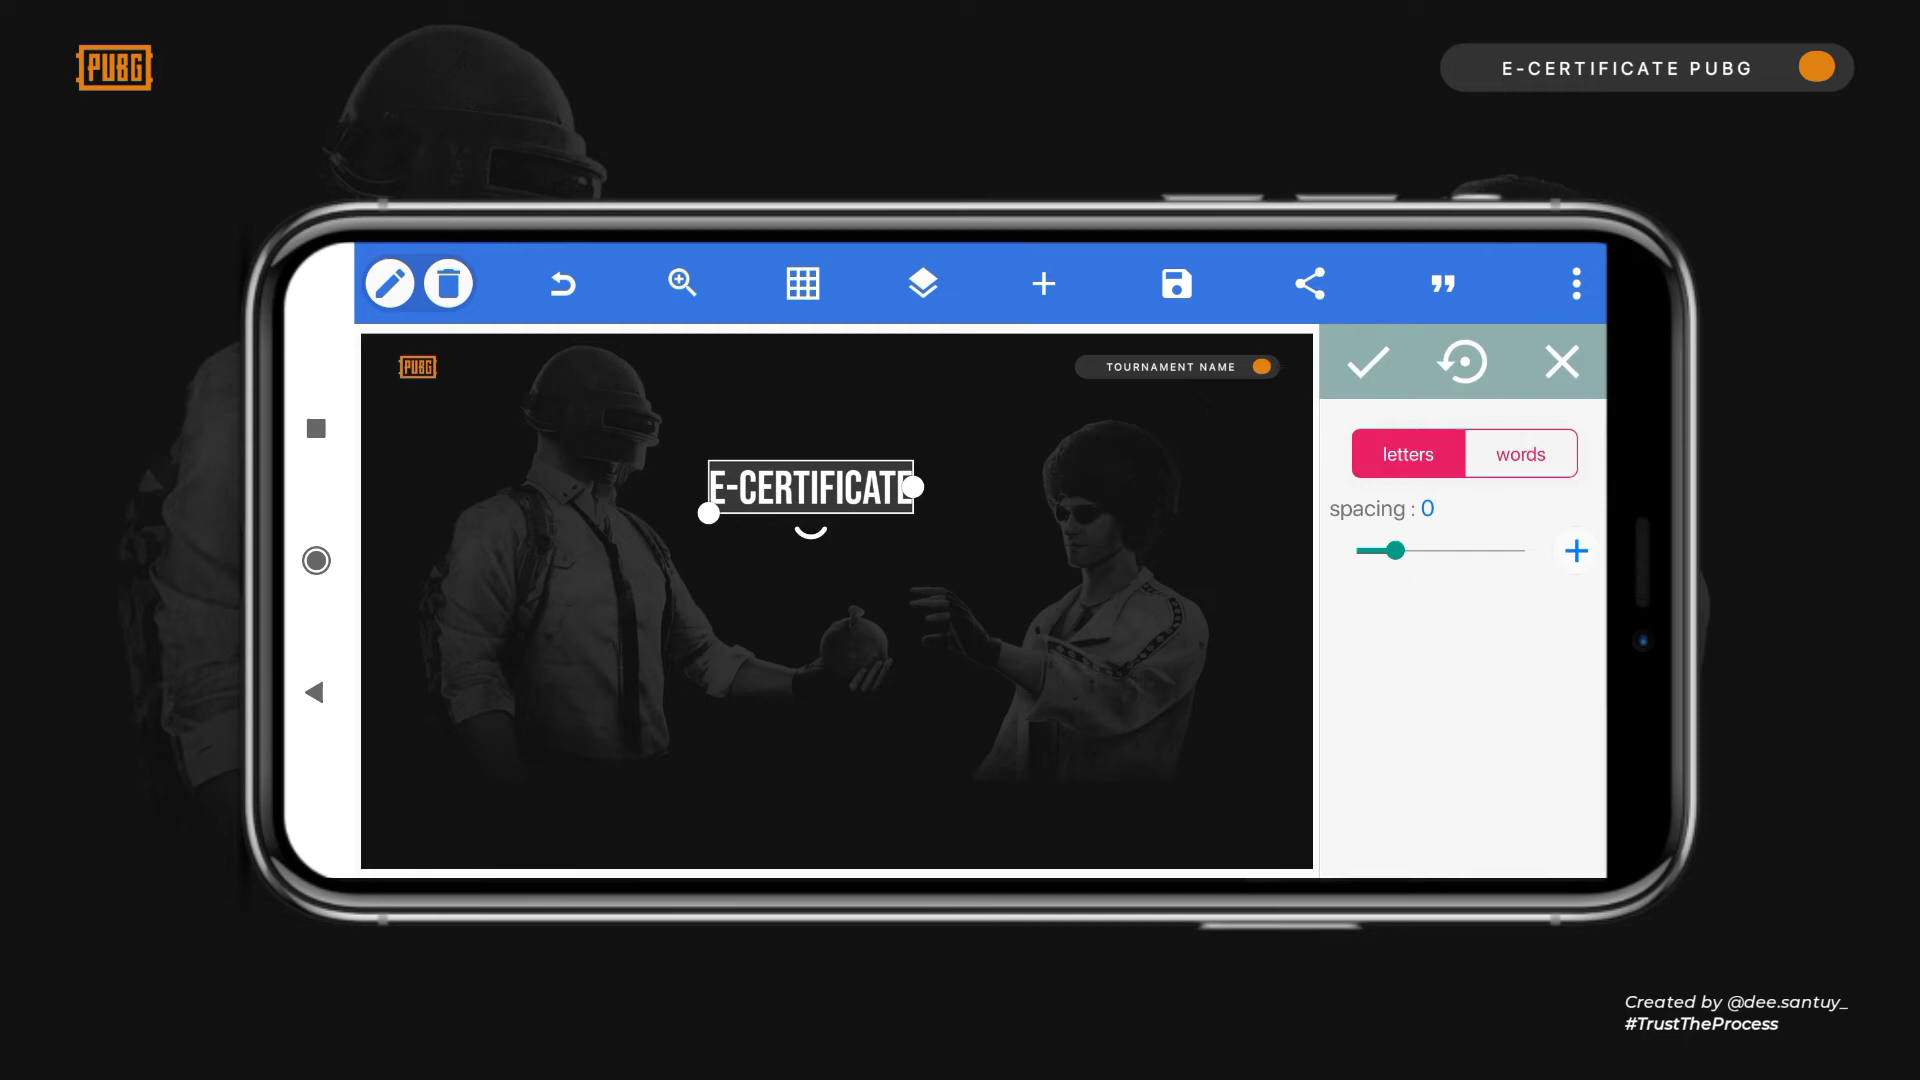 PUBG
E-CERTIFICATE PUBG
PUBG
TOURNAMENT NAME
E-CERTIFICATE
letters
words
spacing : 0
Created by @dee.santuy_
#TrustTheProcess